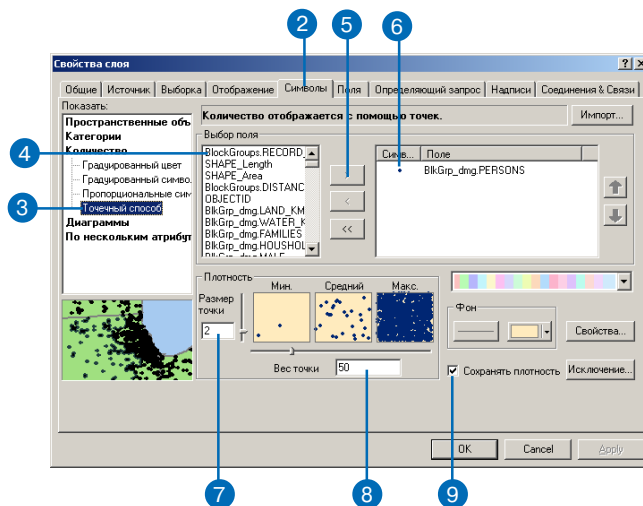 2
5
6
Свойства слоя
Общие Источник Выборка Отображение Символы Поля Определяющий запрос Надписи Соединения & Связи
Показать:
Пространственные объ
Категории
Количество
Градуированный цвет
Градуированный симво.
Пропорциональные сим
Точечный способ
Диаграммы
По нескольким атрибут
3
Количество отображается с помощью точек.
Импорт...
Выбор поля
4
BlockGroups.RECORD_
SHAPE_Length
SHAPE_Area
BlockGroups.DISTANC
OBJECTID
BlkGrp_dmg.LAND_KM
BlkGrp_dmg.WATER_K
BlkGrp_dmg.FAMILIES
BlkGrp_dmg.HOUSHOL
BlkGrp_dmg.MALE
<
<<
Симв... Поле
BlkGrp_dmg.PERSONS
Плотность
Размер точки
2
Мин. Средний Макс.
Вес точки 50
Фон
Свойства...
Сохранять плотность
Исключение...
OK Cancel Apply
7
8
9